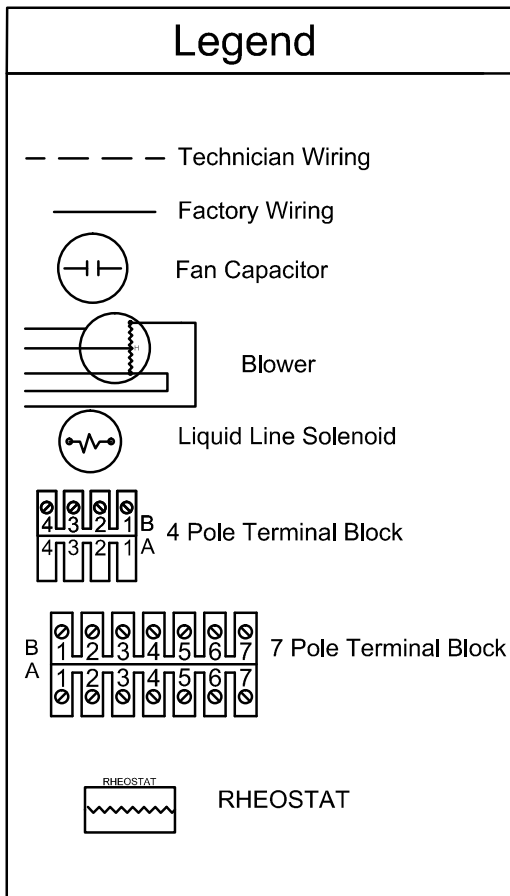 Legend
Technician Wiring
Factory Wiring
Fan Capacitor
H
Blower
Liquid Line Solenoid
4 3 2 1 B
4 3 2 1 A
4 Pole Terminal Block
B 1 2 3 4 5 6 7
A 1 2 3 4 5 6 7
7 Pole Terminal Block
RHEOSTAT
RHEOSTAT